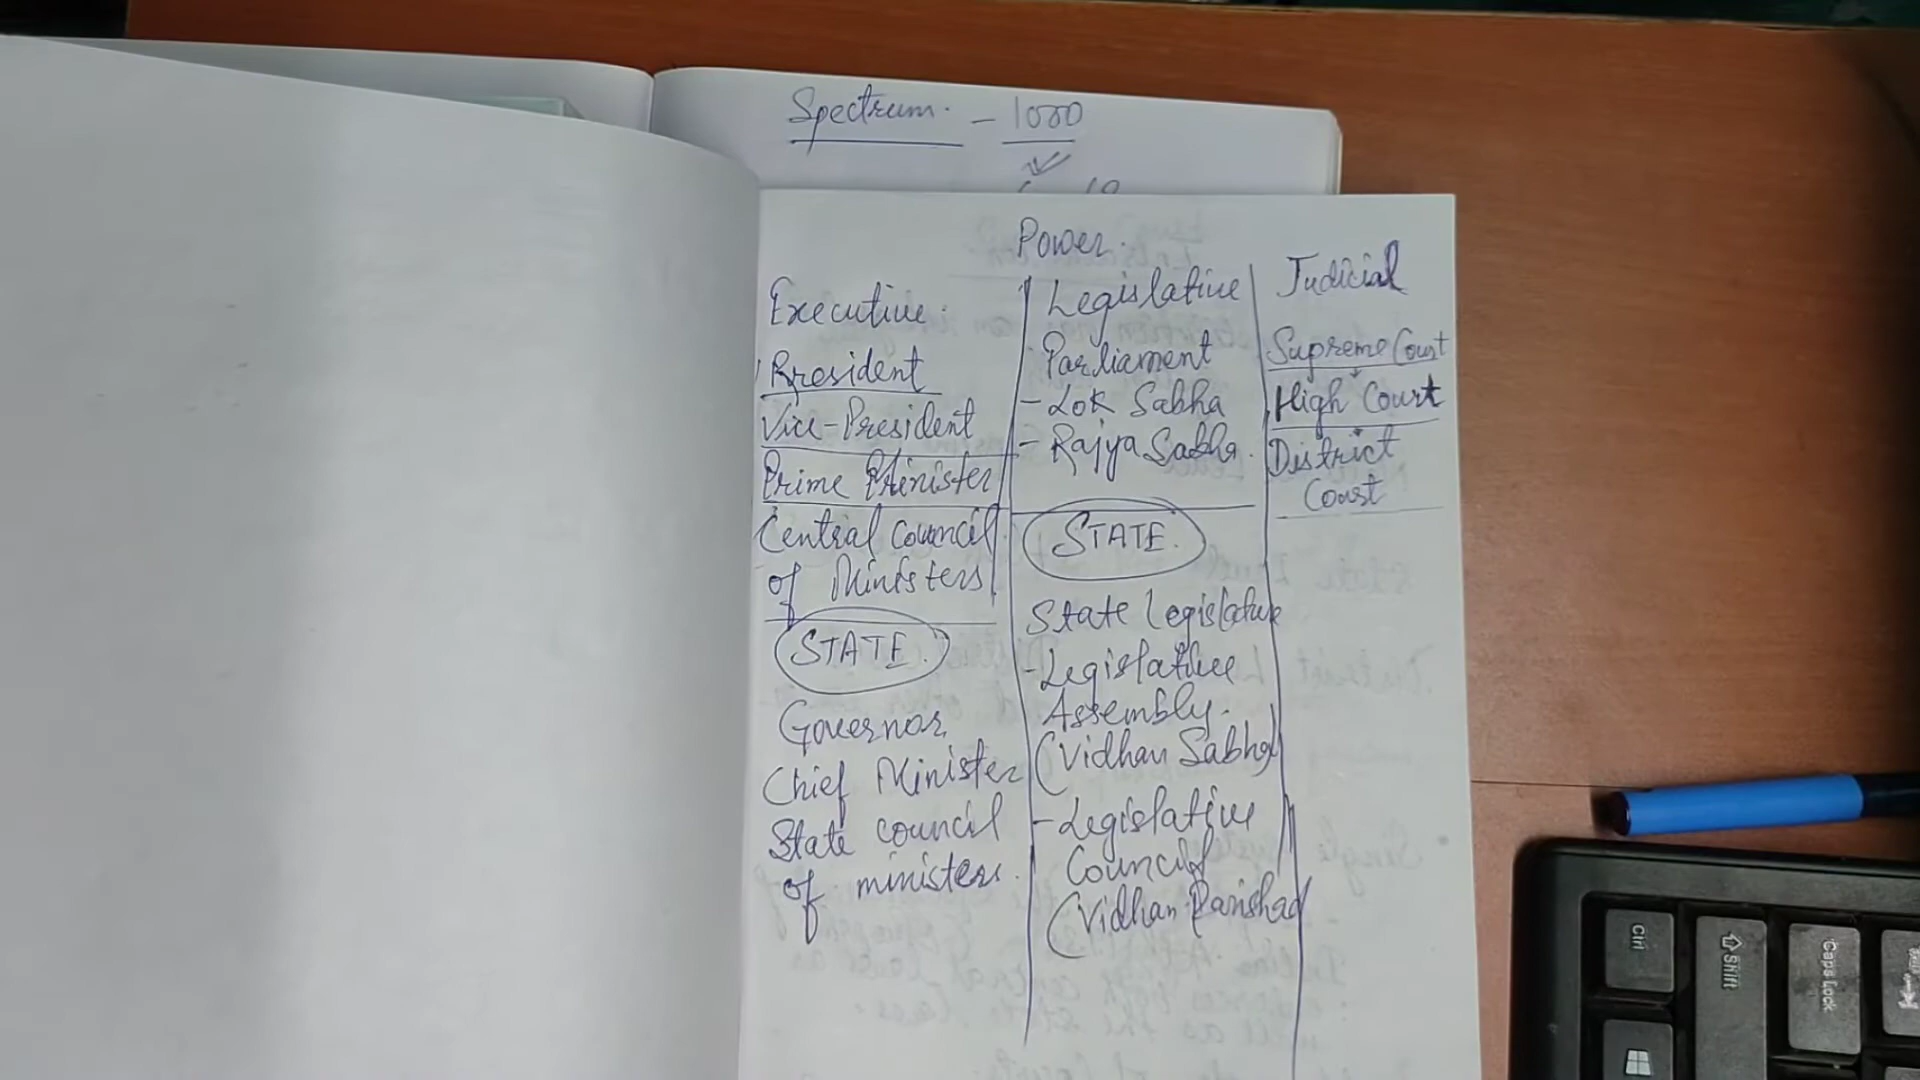 Spectrum. - 1000
Power.
Executive.
President
Vice-President
Prime Minister
Central Council
of Ministers
STATE.
Governor
Chief Minister
State council
of ministers.
Legislative
Parliament
- Lok Sabha
- Rajya Sabha.
STATE.
State Legislature
- Legislative
Assembly.
(Vidhan Sabha)
- Legislative
Council
(Vidhan Parishad
Judicial
Supreme Court
High Court
District
Court
Ctrl
Shift
Caps Lock